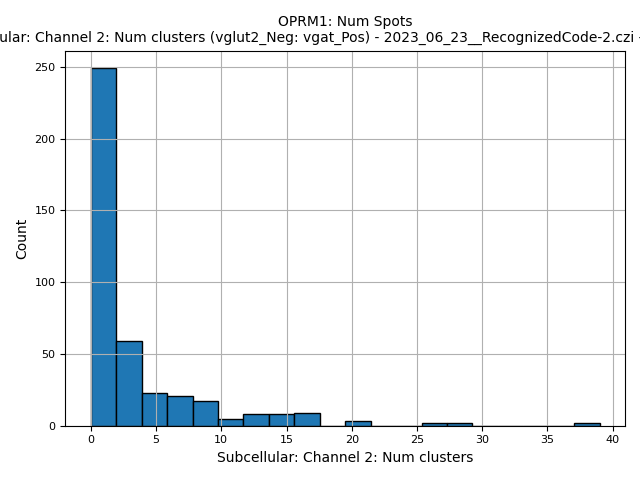 OPRM1: Num Spots
ular: Channel 2: Num clusters (vglut2_Neg: vgat_Pos) - 2023_06_23__RecognizedCode-2.czi -
250
200
150
100
50
0
Count
0 5 10 15 20 25 30 35 40
Subcellular: Channel 2: Num clusters